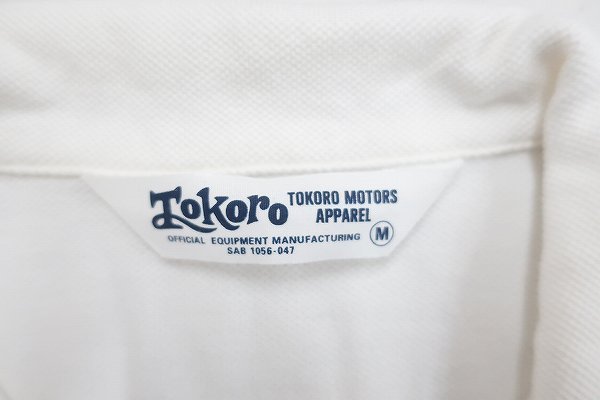 Tokoro TOKORO MOTORS
APPAREL
OFFICIAL EQUIPMENT MANUFACTURING M
SAB 1056-047